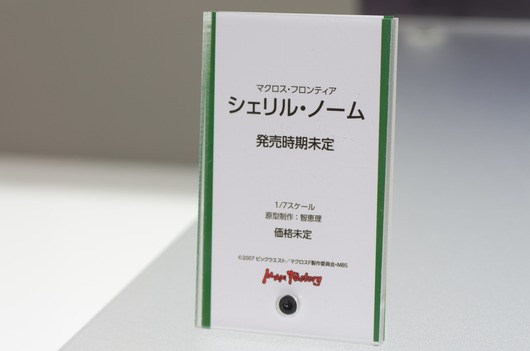 マクロス・フロンティア
シェリル・ノーム
発売時期未定
1/7スケール
原型制作：智恵理
価格未定
©2007 ビックウエスト／マクロスF製作委員会・MBS
Max Factory